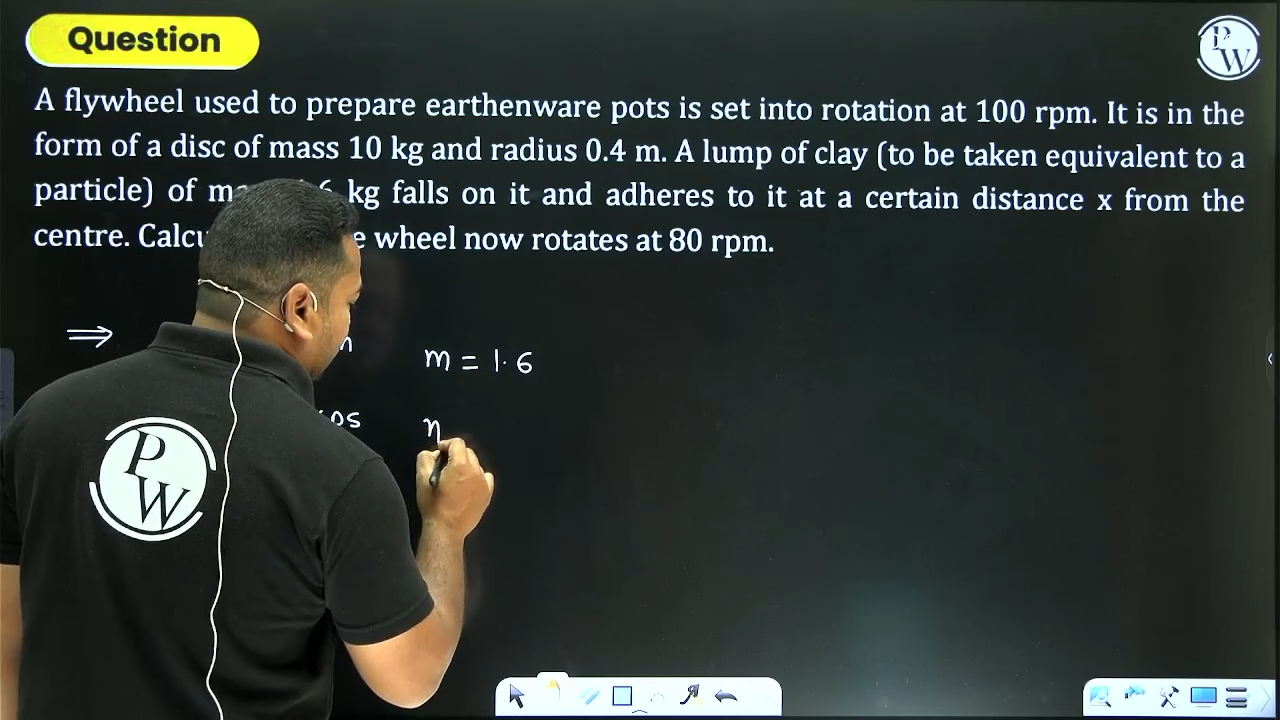 Question
PW
A flywheel used to prepare earthenware pots is set into rotation at 100 rpm. It is in the
form of a disc of mass 10 kg and radius 0.4 m. A lump of clay (to be taken equivalent to a
particle) of kg falls on it and adheres to it at a certain distance x from the
centre. wheel now rotates at 80 rpm.
⇒
m = 1.6
PW